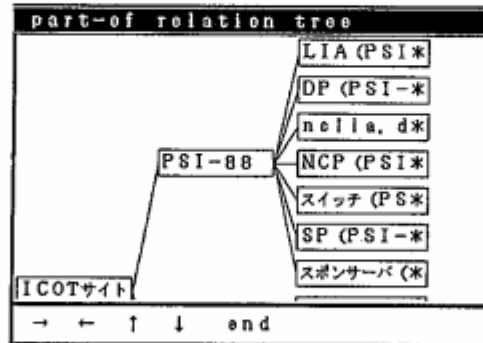 part-of relation tree
LIA (PSI*
DP (PSI-*
nella, d*
PSI-88
NCP (PSI*
スイッチ (PS*
SP (PSI-*
スポンサーバ (*
ICOTサイト
→ ← ↑ ↓ end